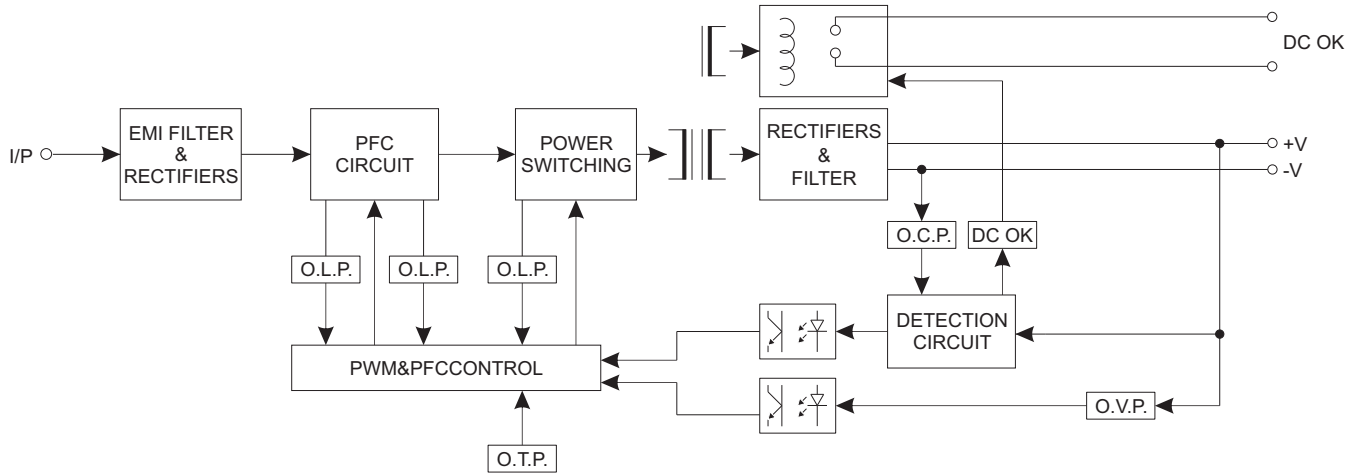 DC OK
I/P
EMI FILTER
&
RECTIFIERS
PFC
CIRCUIT
POWER
SWITCHING
RECTIFIERS
&
FILTER
+V
-V
O.C.P.
DC OK
O.L.P.
O.L.P.
O.L.P.
DETECTION
CIRCUIT
PWM&PFCCONTROL
O.V.P.
O.T.P.